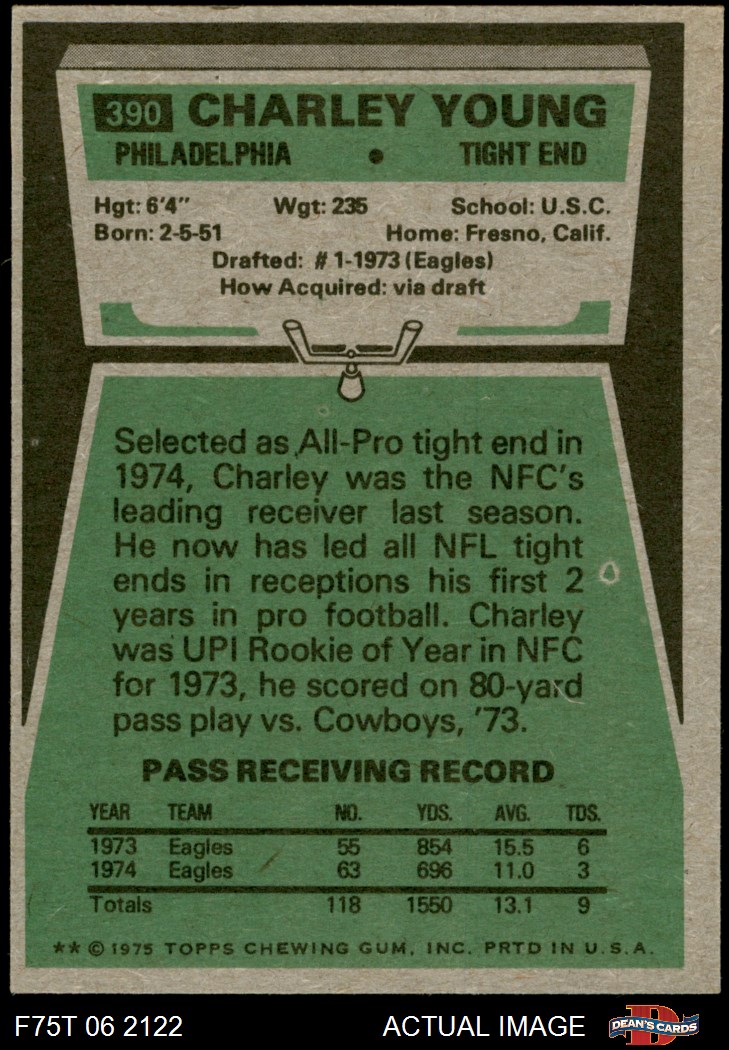 390 CHARLEY YOUNG
PHILADELPHIA • TIGHT END
Hgt: 6'4" Wgt: 235 School: U.S.C.
Born: 2-5-51 Home: Fresno, Calif.
Drafted: #1-1973 (Eagles)
How Acquired: via draft
Selected as All-Pro tight end in
1974, Charley was the NFC's
leading receiver last season.
He now has led all NFL tight
ends in receptions his first 2
years in pro football. Charley
was UPI Rookie of Year in NFC
for 1973, he scored on 80-yard
pass play vs. Cowboys, '73.
PASS RECEIVING RECORD
YEAR TEAM NO. YDS. AVG. TDS.
1973 Eagles 55 854 15.5 6
1974 Eagles 63 696 11.0 3
Totals 118 1550 13.1 9
** © 1975 TOPPS CHEWING GUM, INC. PRTD IN U.S.A.
F75T 06 2122 ACTUAL IMAGE D DEAN'S CARDS